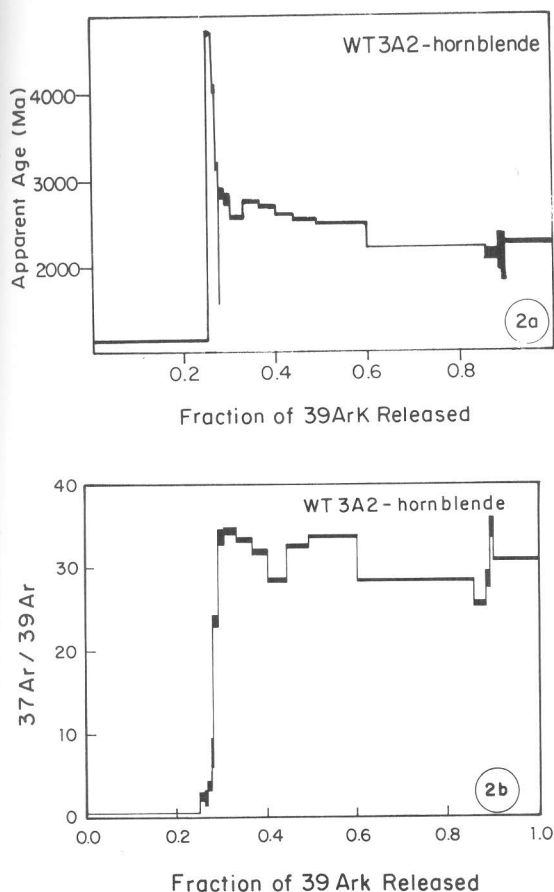 WT3A2-hornblende
Apparent Age (Ma)
4000
3000
2000
2a
0.2 0.4 0.6 0.8
Fraction of 39ArK Released
WT3A2-hornblende
37Ar/39Ar
40
30
20
10
0
2b
0.0 0.2 0.4 0.6 0.8 1.0
Fraction of 39 Ark Released